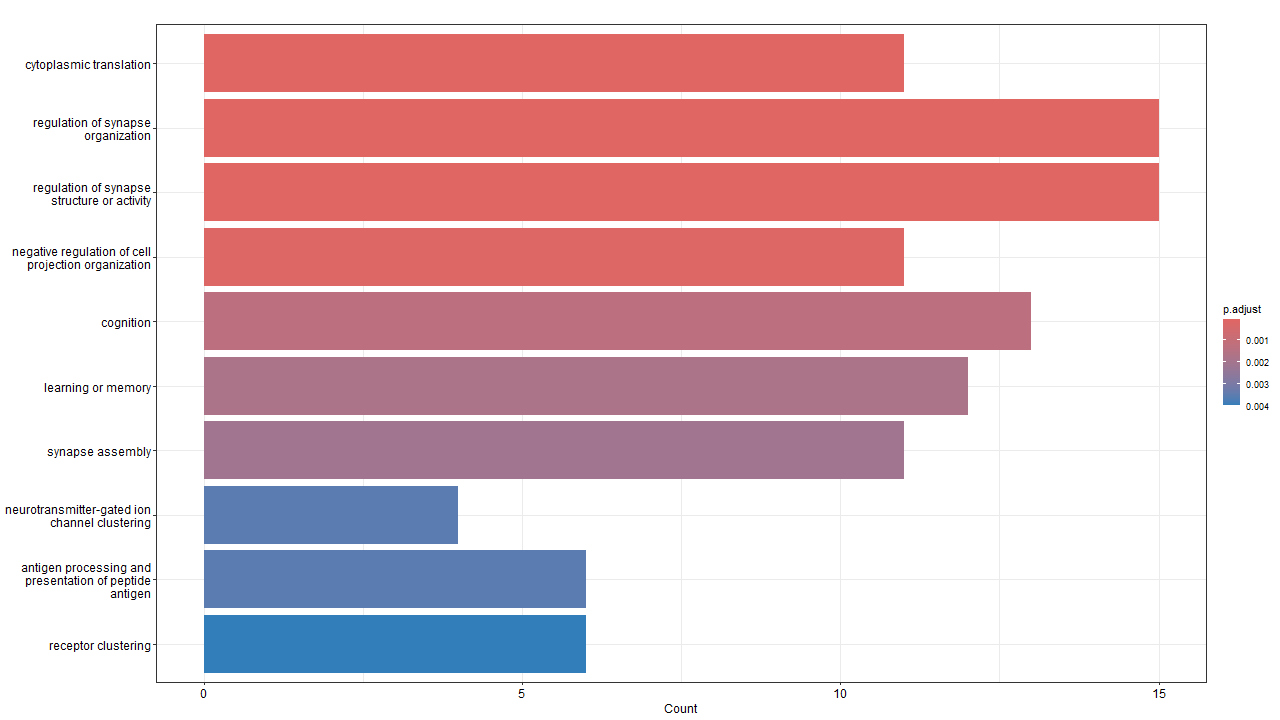 cytoplasmic translation
regulation of synapse
organization
regulation of synapse
structure or activity
negative regulation of cell
projection organization
cognition
learning or memory
synapse assembly
neurotransmitter-gated ion
channel clustering
antigen processing and
presentation of peptide
antigen
receptor clustering
0
5
10
15
Count
p.adjust
0.001
0.002
0.003
0.004